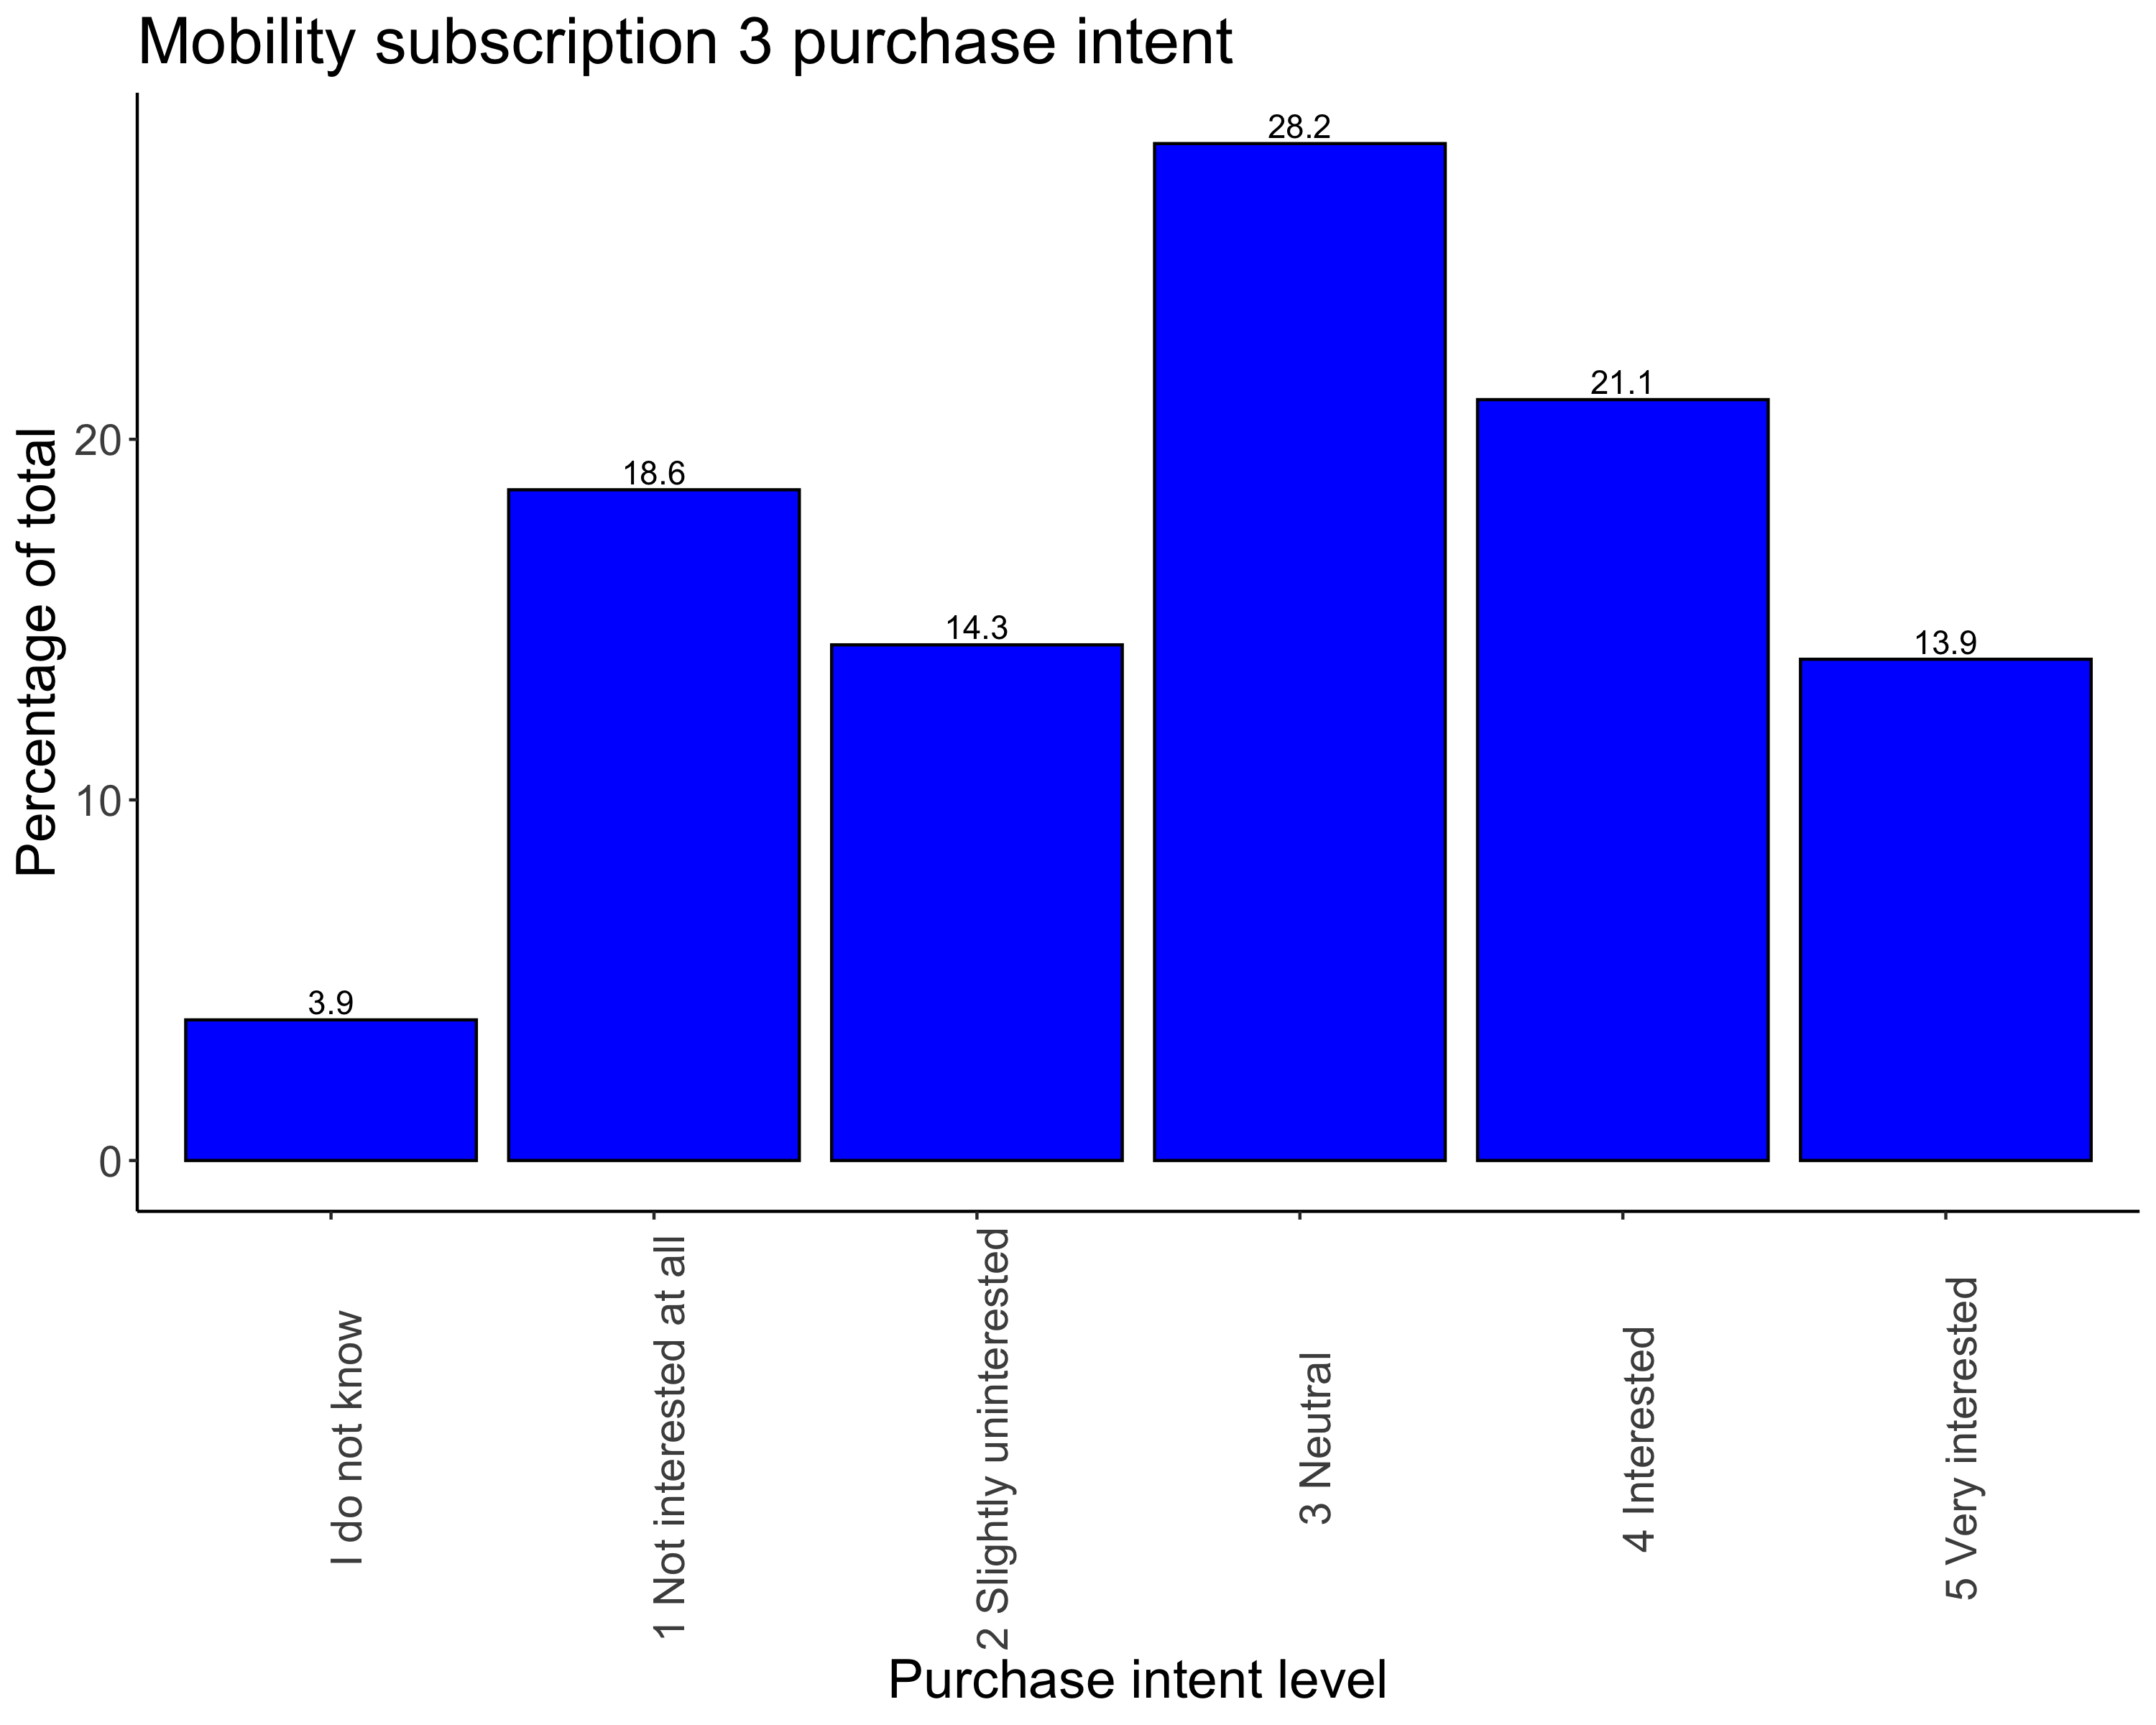 Mobility subscription 3 purchase intent
Percentage of total
20
10
0
3.9
18.6
14.3
28.2
21.1
13.9
I do not know
1 Not interested at all
2 Slightly uninterested
3 Neutral
4 Interested
5 Very interested
Purchase intent level